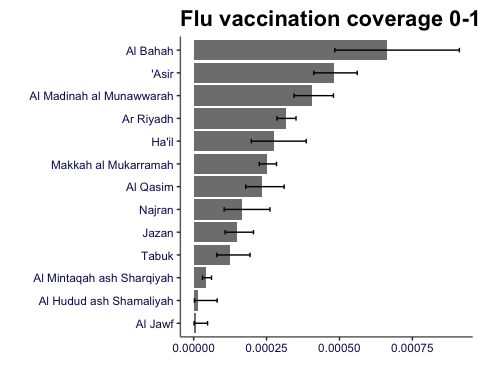 Flu vaccination coverage 0-1
Al Bahah
'Asir
Al Madinah al Munawwarah
Ar Riyadh
Ha'il
Makkah al Mukarramah
Al Qasim
Najran
Jazan
Tabuk
Al Mintaqah ash Sharqiyah
Al Hudud ash Shamaliyah
Al Jawf
0.00000 0.00025 0.00050 0.00075